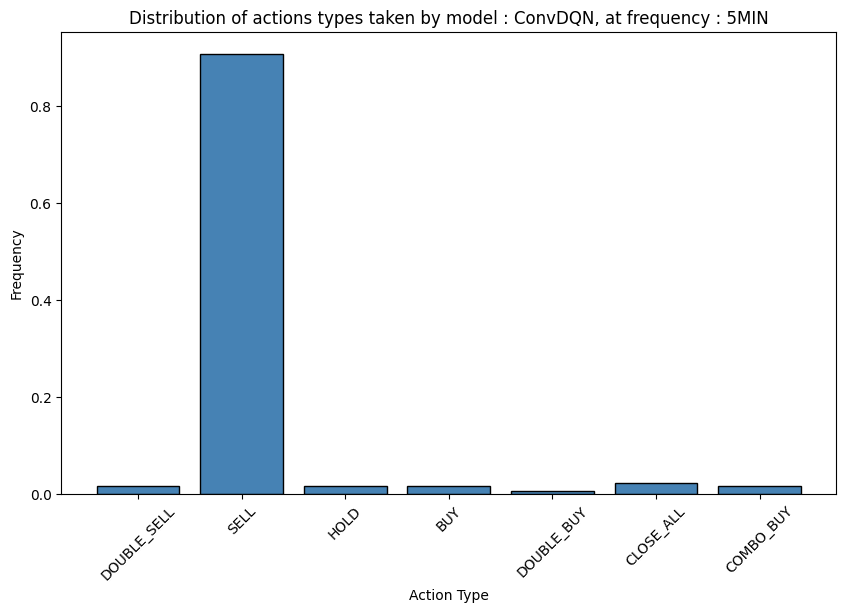 Distribution of actions types taken by model : ConvDQN, at frequency : 5MIN
Frequency
0.8
0.6
0.4
0.2
0.0
DOUBLE_SELL
SELL
HOLD
BUY
DOUBLE_BUY
CLOSE_ALL
COMBO_BUY
Action Type